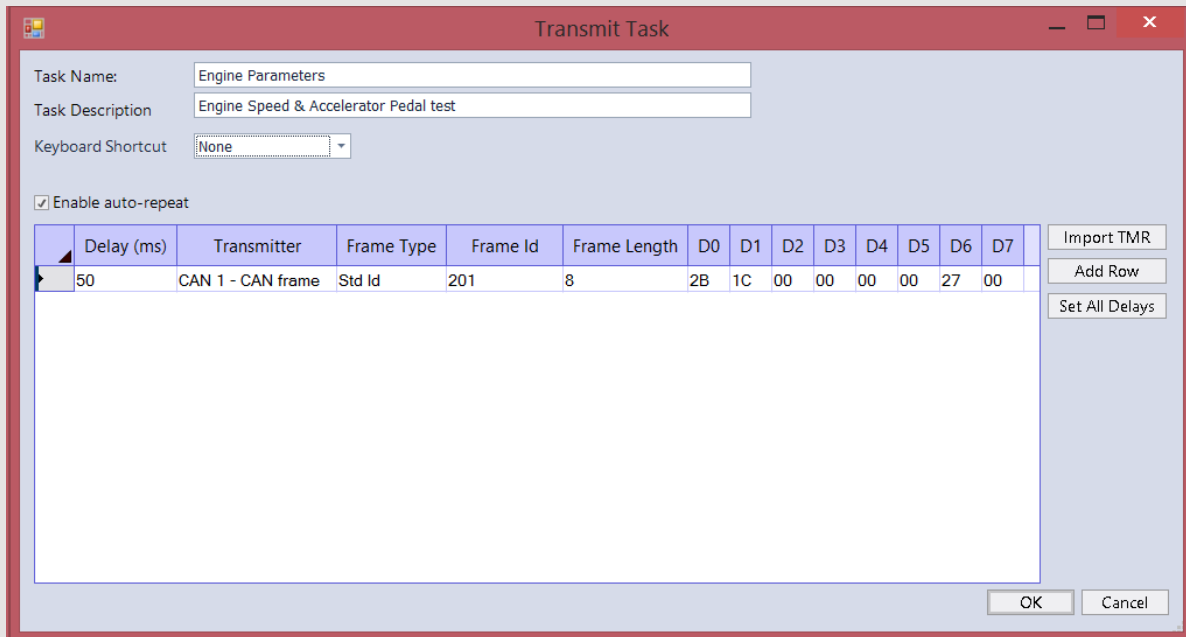 Transmit Task
Task Name: Engine Parameters
Task Description Engine Speed & Accelerator Pedal test
Keyboard Shortcut None
Enable auto-repeat
Delay (ms) Transmitter Frame Type Frame Id Frame Length D0 D1 D2 D3 D4 D5 D6 D7
50 CAN 1 - CAN frame Std Id 201 8 2B 1C 00 00 00 00 27 00
Import TMR
Add Row
Set All Delays
OK Cancel